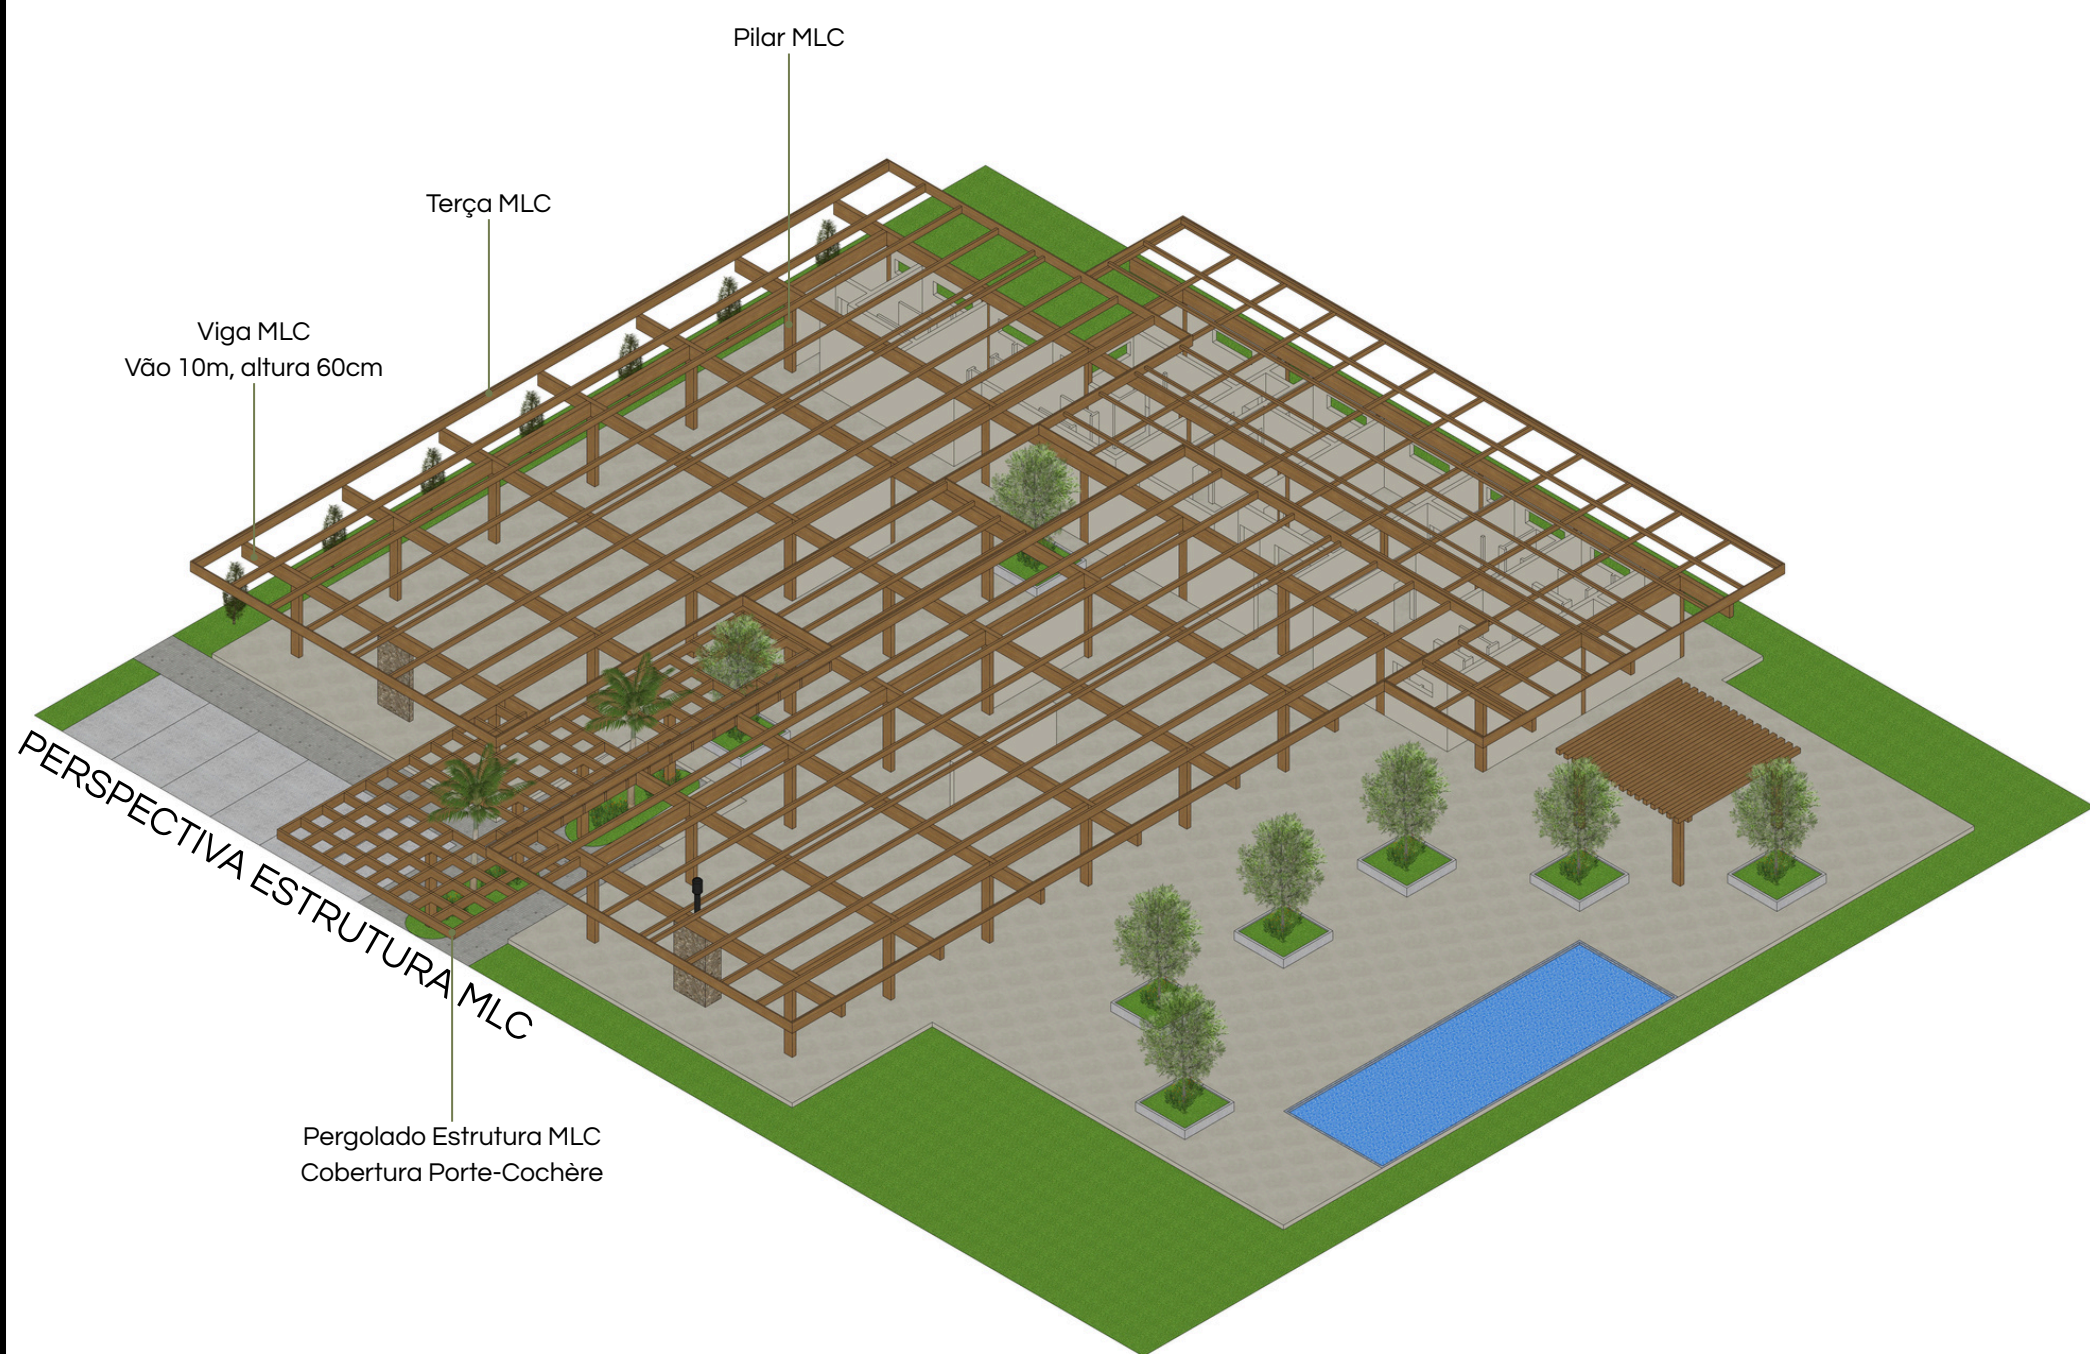 Pilar MLC
Terça MLC
Viga MLC
Vão 10m, altura 60cm
PERSPECTIVA ESTRUTURA MLC
Pergolado Estrutura MLC
Cobertura Porte-Cochère